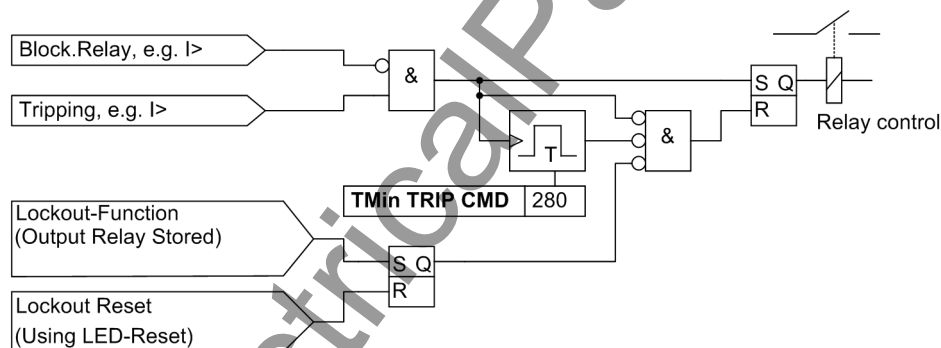 Block.Relay, e.g. I>
&
Tripping, e.g. I>
S Q
R
Relay control
&
T
TMin TRIP CMD 280
Lockout-Function
(Output Relay Stored)
S Q
R
Lockout Reset
(Using LED-Reset)